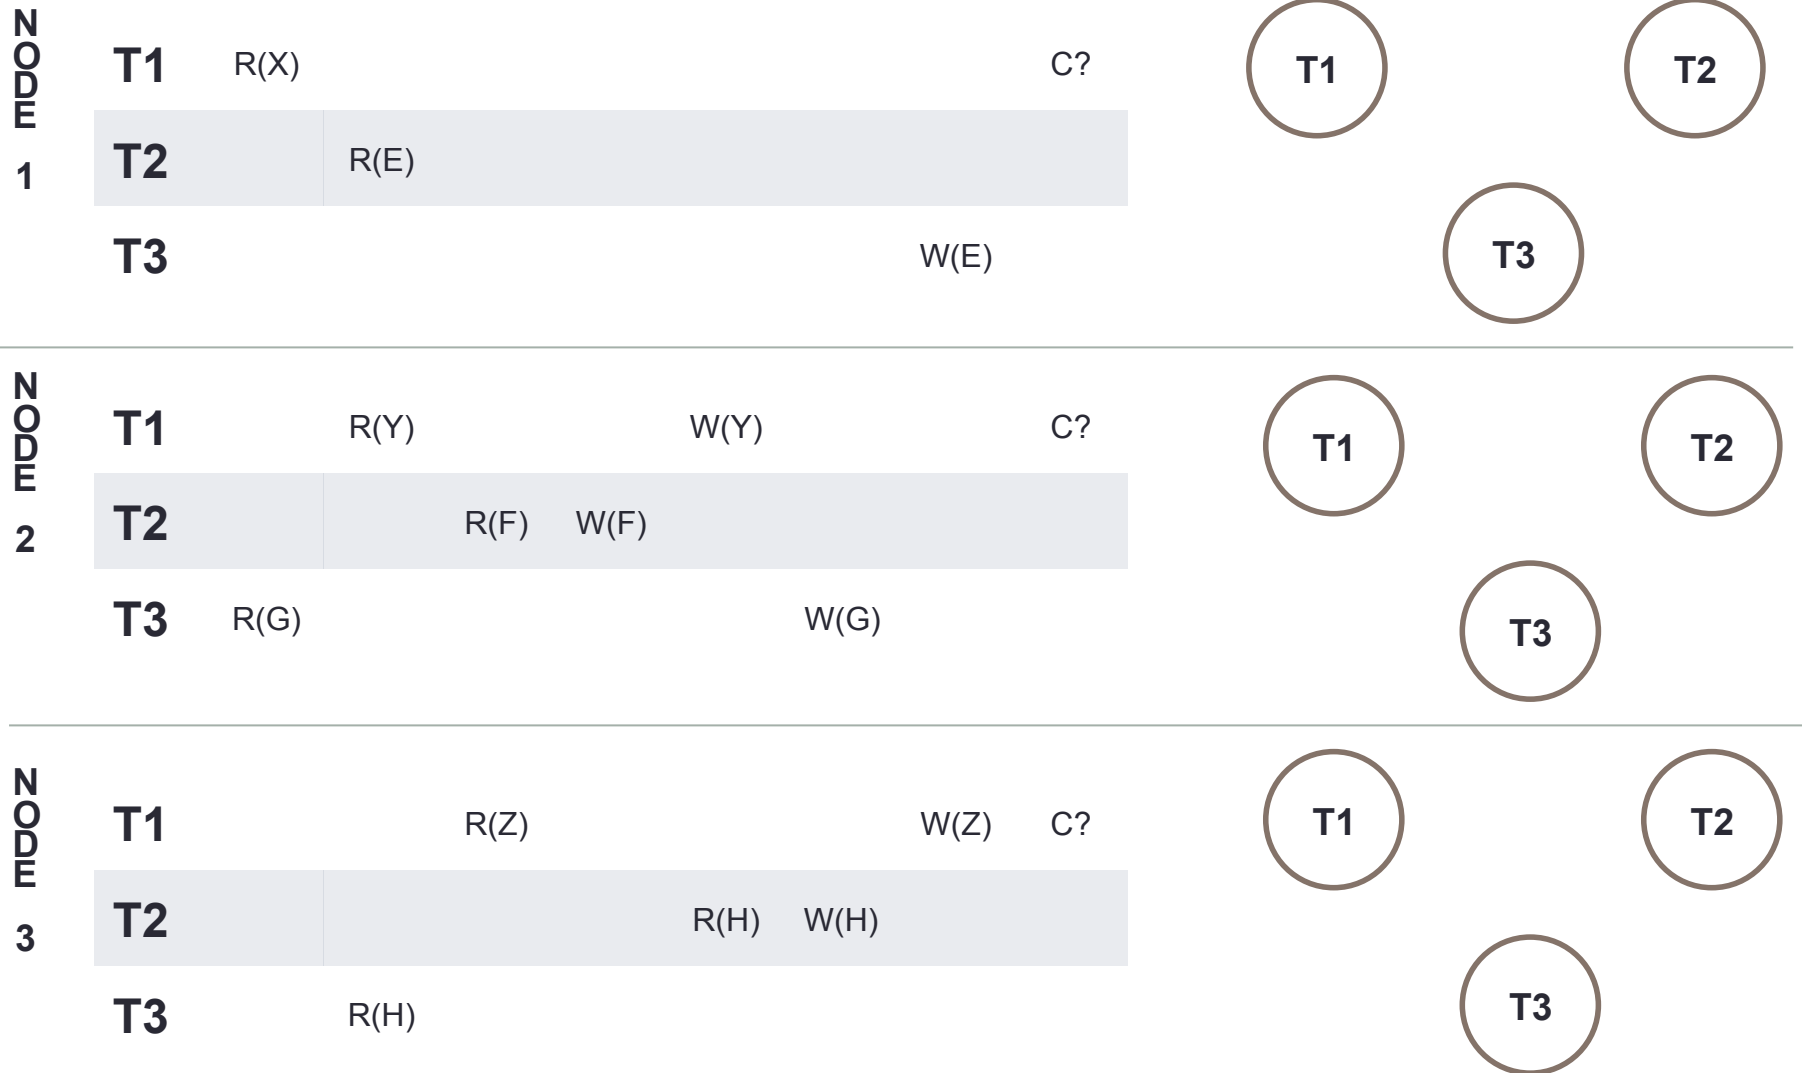 NODE 1
T1 R(X) C?
T2 R(E)
T3 W(E)
T1 T2
T3
NODE 2
T1 R(Y) W(Y) C?
T2 R(F) W(F)
T3 R(G) W(G)
T1 T2
T3
NODE 3
T1 R(Z) W(Z) C?
T2 R(H) W(H)
T3 R(H)
T1 T2
T3